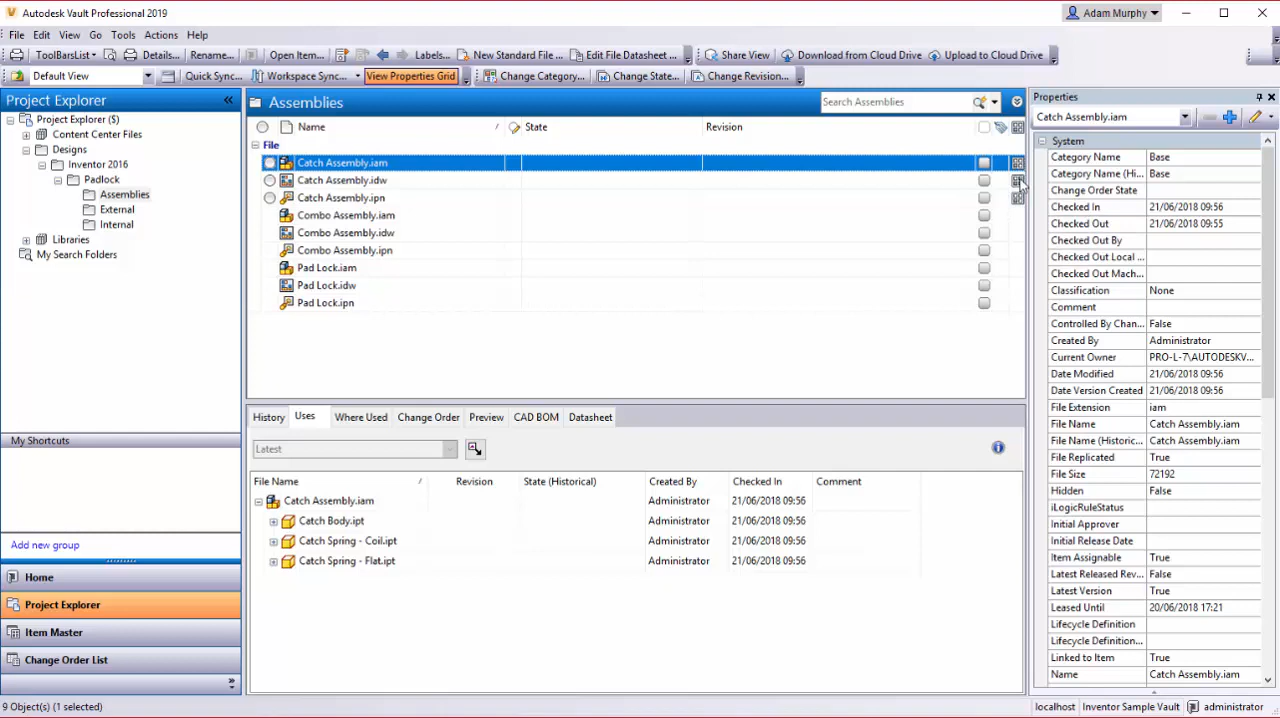 Autodesk Vault Professional 2019
Adam Murphy
File Edit View Go Tools Actions Help
ToolBarsList Details... Rename... Open Item... Labels... New Standard File ... Edit File Datasheet ... Share View Download from Cloud Drive Upload to Cloud Drive
Default View Quick Sync... Workspace Sync... View Properties Grid Change Category... Change State... Change Revision...
Project Explorer
Project Explorer ($)
Content Center Files
Designs
Inventor 2016
Padlock
Assemblies
External
Internal
Libraries
My Search Folders
My Shortcuts
Add new group
Home
Project Explorer
Item Master
Change Order List
Assemblies
Search Assemblies
Name State Revision
File
Catch Assembly.iam
Catch Assembly.idw
Catch Assembly.ipn
Combo Assembly.iam
Combo Assembly.idw
Combo Assembly.ipn
Pad Lock.iam
Pad Lock.idw
Pad Lock.ipn
History Uses Where Used Change Order Preview CAD BOM Datasheet
Latest
File Name Revision State (Historical) Created By Checked In Comment
Catch Assembly.iam Administrator 21/06/2018 09:56
Catch Body.ipt Administrator 21/06/2018 09:56
Catch Spring - Coil.ipt Administrator 21/06/2018 09:56
Catch Spring - Flat.ipt Administrator 21/06/2018 09:56
Properties
Catch Assembly.iam
System
Category Name Base
Category Name (Hi... Base
Change Order State
Checked In 21/06/2018 09:56
Checked Out 21/06/2018 09:55
Checked Out By
Checked Out Local ...
Checked Out Mach...
Classification None
Comment
Controlled By Chan... False
Created By Administrator
Current Owner PRO-L-7\AUTODESKV...
Date Modified 21/06/2018 09:56
Date Version Created 21/06/2018 09:56
File Extension iam
File Name Catch Assembly.iam
File Name (Historic... Catch Assembly.iam
File Replicated True
File Size 72192
Hidden False
iLogicRuleStatus
Initial Approver
Initial Release Date
Item Assignable True
Latest Released Rev... False
Latest Version True
Leased Until 20/06/2018 17:21
Lifecycle Definition
Lifecycle Definition...
Linked to Item True
Name Catch Assembly.iam
9 Object(s) (1 selected)
localhost Inventor Sample Vault administrator